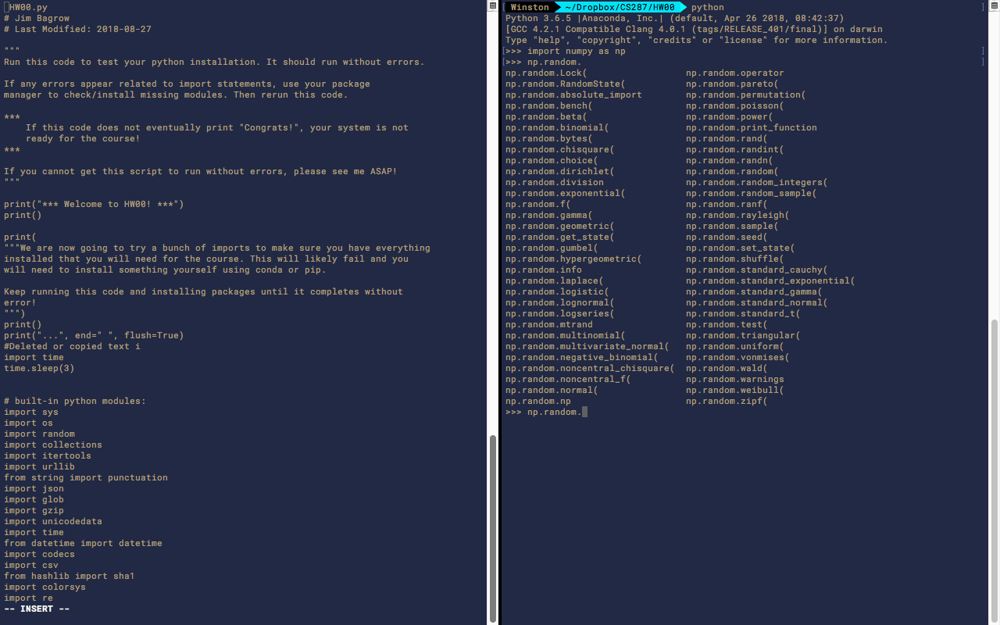 HW00.py
# Jim Bagrow
# Last Modified: 2018-08-27
"""
Run this code to test your python installation. It should run without errors.
If any errors appear related to import statements, use your package
manager to check/install missing modules. Then rerun this code.
***
    If this code does not eventually print "Congrats!", your system is not
    ready for the course!
***
If you cannot get this script to run without errors, please see me ASAP!
"""
print("*** Welcome to HW00! ***")
print()
print(
"""We are now going to try a bunch of imports to make sure you have everything
installed that you will need for the course. This will likely fail and you
will need to install something yourself using conda or pip.
Keep running this code and installing packages until it completes without
error!
""")
print()
print("...", end=" ", flush=True)
#Deleted or copied text i
import time
time.sleep(3)
# built-in python modules:
import sys
import os
import random
import collections
import itertools
import urllib
from string import punctuation
import json
import glob
import gzip
import unicodedata
import time
from datetime import datetime
import codecs
import csv
from hashlib import sha1
import colorsys
import re
-- INSERT --
[ Winston ~/Dropbox/CS287/HW00 python ]
Python 3.6.5 |Anaconda, Inc.| (default, Apr 26 2018, 08:42:37)
[GCC 4.2.1 Compatible Clang 4.0.1 (tags/RELEASE_401/final)] on darwin
Type "help", "copyright", "credits" or "license" for more information.
[>>> import numpy as np ]
[>>> np.random. ]
np.random.Lock( np.random.operator
np.random.RandomState( np.random.pareto(
np.random.absolute_import np.random.permutation(
np.random.bench( np.random.poisson(
np.random.beta( np.random.power(
np.random.binomial( np.random.print_function
np.random.bytes( np.random.rand(
np.random.chisquare( np.random.randint(
np.random.choice( np.random.randn(
np.random.dirichlet( np.random.random(
np.random.division np.random.random_integers(
np.random.exponential( np.random.random_sample(
np.random.f( np.random.ranf(
np.random.gamma( np.random.rayleigh(
np.random.geometric( np.random.sample(
np.random.get_state( np.random.seed(
np.random.gumbel( np.random.set_state(
np.random.hypergeometric( np.random.shuffle(
np.random.info np.random.standard_cauchy(
np.random.laplace( np.random.standard_exponential(
np.random.logistic( np.random.standard_gamma(
np.random.lognormal( np.random.standard_normal(
np.random.logseries( np.random.standard_t(
np.random.mtrand np.random.test(
np.random.multinomial( np.random.triangular(
np.random.multivariate_normal( np.random.uniform(
np.random.negative_binomial( np.random.vonmises(
np.random.noncentral_chisquare( np.random.wald(
np.random.noncentral_f( np.random.warnings
np.random.normal( np.random.weibull(
np.random.np np.random.zipf(
>>> np.random.